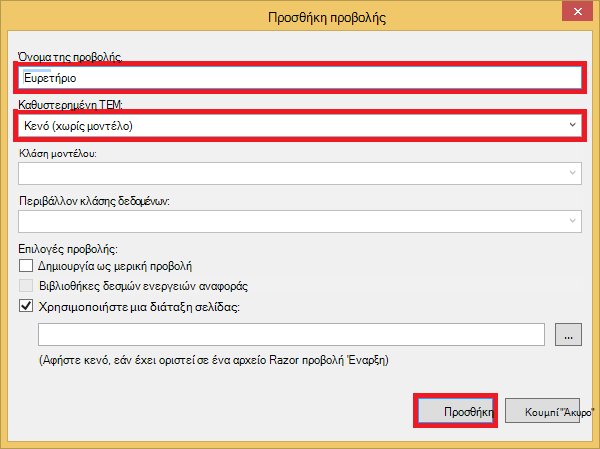 Προσθήκη προβολής
Όνομα της προβολής:
Ευρετήριο
Καθυστερημένη ΤΕΜ:
Κενό (χωρίς μοντέλο)
Κλάση μοντέλου:
Περιβάλλον κλάσης δεδομένων:
Επιλογές προβολής:
Δημιουργία ως μερική προβολή
Βιβλιοθήκες δεσμών ενεργειών αναφοράς
Χρησιμοποιήστε μια διάταξη σελίδας:
...
(Αφήστε κενό, εάν έχει οριστεί σε ένα αρχείο Razor προβολή Έναρξη)
Προσθήκη
Κουμπί "Άκυρο"